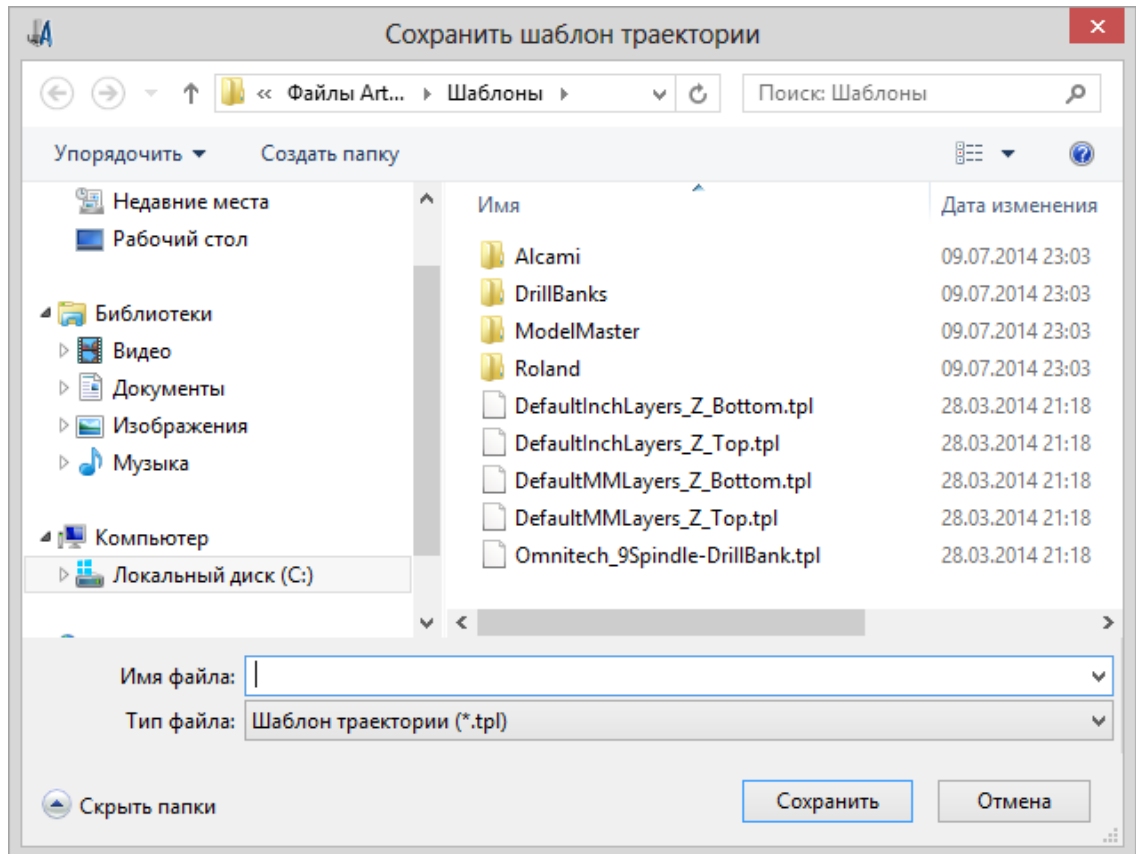 Сохранить шаблон траектории
« Файлы Art... Шаблоны
Поиск: Шаблоны
Упорядочить
Создать папку
Недавние места
Рабочий стол
Библиотеки
Видео
Документы
Изображения
Музыка
Компьютер
Локальный диск (C:)
Имя Дата изменения
Alcami 09.07.2014 23:03
DrillBanks 09.07.2014 23:03
ModelMaster 09.07.2014 23:03
Roland 09.07.2014 23:03
DefaultInchLayers_Z_Bottom.tpl 28.03.2014 21:18
DefaultInchLayers_Z_Top.tpl 28.03.2014 21:18
DefaultMMLayers_Z_Bottom.tpl 28.03.2014 21:18
DefaultMMLayers_Z_Top.tpl 28.03.2014 21:18
Omnitech_9Spindle-DrillBank.tpl 28.03.2014 21:18
Имя файла:
Тип файла: Шаблон траектории (*.tpl)
Скрыть папки
Сохранить
Отмена